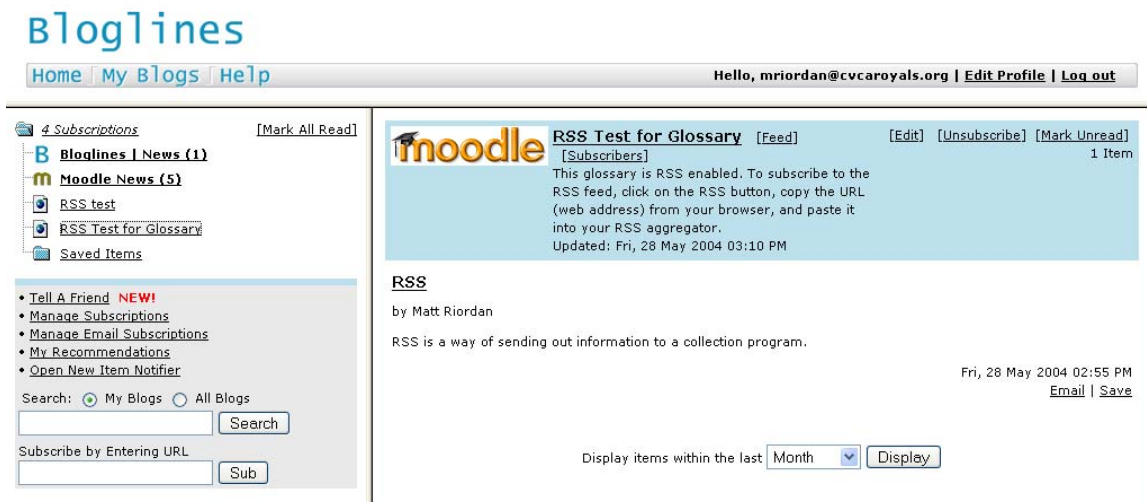 Bloglines
Home My Blogs Help
Hello, mriordan@cvcaroyals.org | Edit Profile | Log out
4 Subscriptions [Mark All Read]
B Bloglines | News (1)
m Moodle News (5)
RSS test
RSS Test for Glossary
Saved Items
• Tell A Friend NEW!
• Manage Subscriptions
• Manage Email Subscriptions
• My Recommendations
• Open New Item Notifier
Search: My Blogs All Blogs
Search
Subscribe by Entering URL
Sub
moodle
RSS Test for Glossary [Feed] [Edit] [Unsubscribe] [Mark Unread]
[Subscribers] 1 Item
This glossary is RSS enabled. To subscribe to the
RSS feed, click on the RSS button, copy the URL
(web address) from your browser, and paste it
into your RSS aggregator.
Updated: Fri, 28 May 2004 03:10 PM
RSS
by Matt Riordan
RSS is a way of sending out information to a collection program.
Fri, 28 May 2004 02:55 PM
Email | Save
Display items within the last Month Display